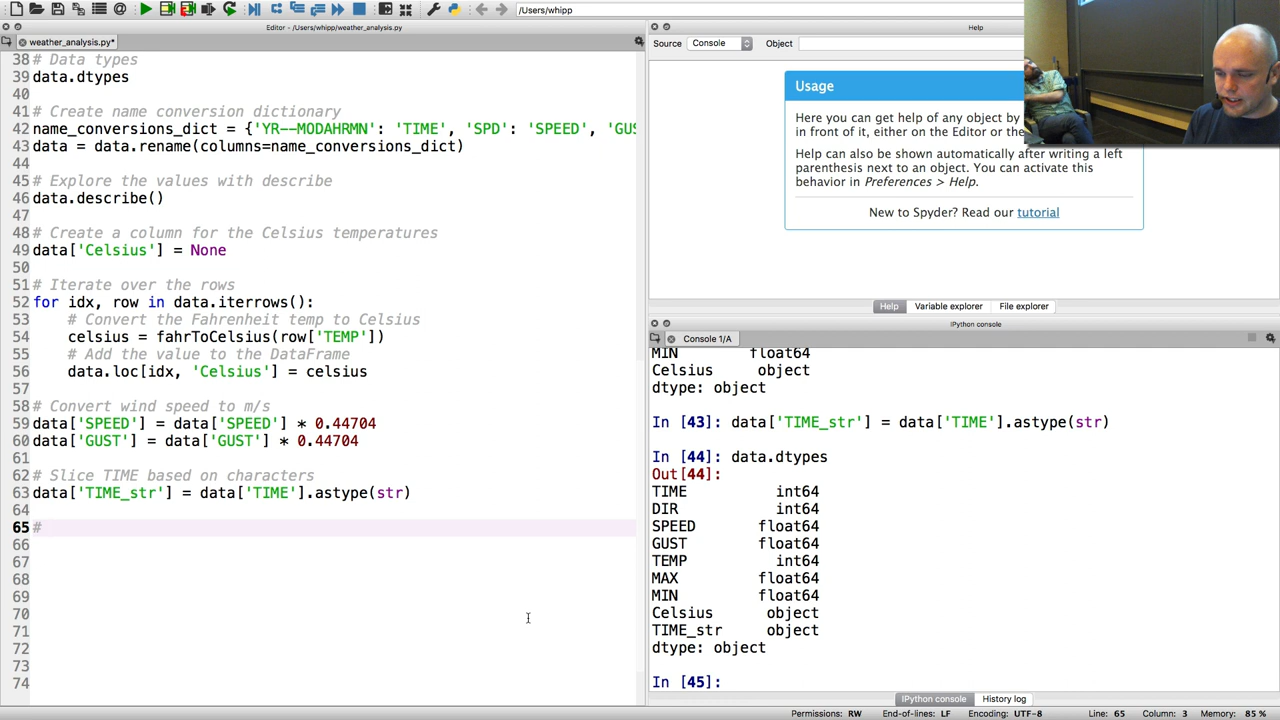 /Users/whipp
Editor - /Users/whipp/weather_analysis.py
weather_analysis.py*
38 # Data types
39 data.dtypes
40
41 # Create name conversion dictionary
42 name_conversions_dict = {'YR--MODAHRMN': 'TIME', 'SPD': 'SPEED', 'GUS
43 data = data.rename(columns=name_conversions_dict)
44
45 # Explore the values with describe
46 data.describe()
47
48 # Create a column for the Celsius temperatures
49 data['Celsius'] = None
50
51 # Iterate over the rows
52 for idx, row in data.iterrows():
53 # Convert the Fahrenheit temp to Celsius
54 celsius = fahrToCelsius(row['TEMP'])
55 # Add the value to the DataFrame
56 data.loc[idx, 'Celsius'] = celsius
57
58 # Convert wind speed to m/s
59 data['SPEED'] = data['SPEED'] * 0.44704
60 data['GUST'] = data['GUST'] * 0.44704
61
62 # Slice TIME based on characters
63 data['TIME_str'] = data['TIME'].astype(str)
64
65 #
66
67
68
69
70
71
72
73
74
Help
Source Console Object
Usage
Here you can get help of any object by
in front of it, either on the Editor or the
Help can also be shown automatically after writing a left
parenthesis next to an object. You can activate this
behavior in Preferences > Help.
New to Spyder? Read our tutorial
Help Variable explorer File explorer
IPython console
Console 1/A
MIN float64
Celsius object
dtype: object
In [43]: data['TIME_str'] = data['TIME'].astype(str)
In [44]: data.dtypes
Out[44]:
TIME int64
DIR int64
SPEED float64
GUST float64
TEMP int64
MAX float64
MIN float64
Celsius object
TIME_str object
dtype: object
In [45]:
IPython console History log
Permissions: RW End-of-lines: LF Encoding: UTF-8 Line: 65 Column: 3 Memory: 85 %